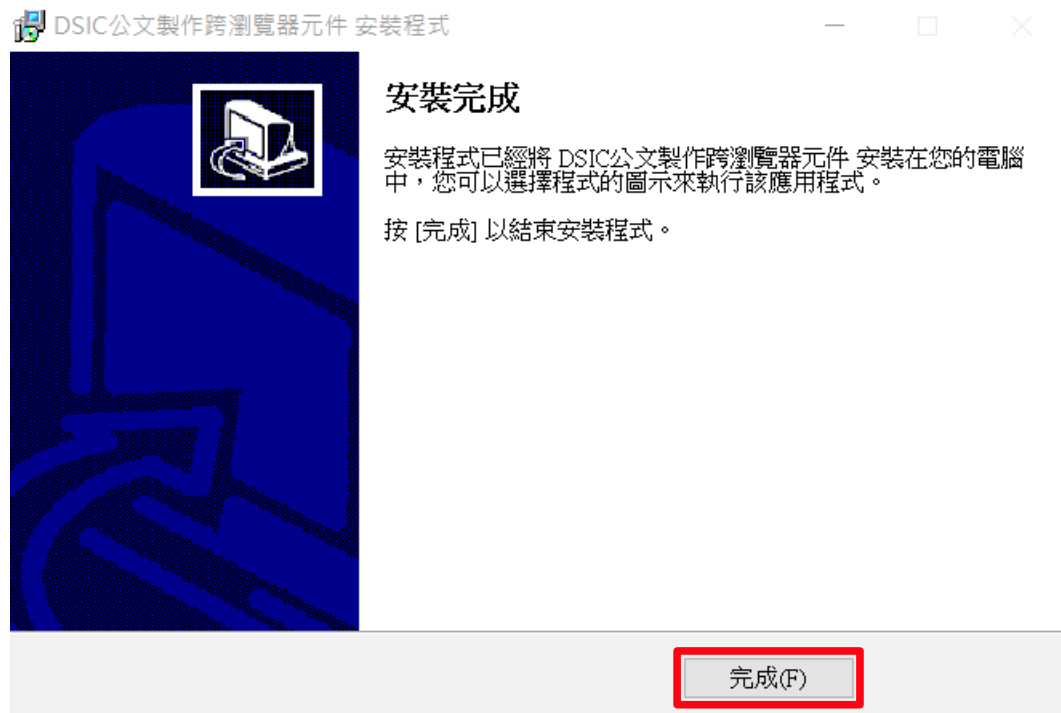 DSIC公文製作跨瀏覽器元件 安裝程式
安裝完成
安裝程式已經將 DSIC公文製作跨瀏覽器元件 安裝在您的電腦
中，您可以選擇程式的圖示來執行該應用程式。
按 [完成] 以結束安裝程式。
完成(F)